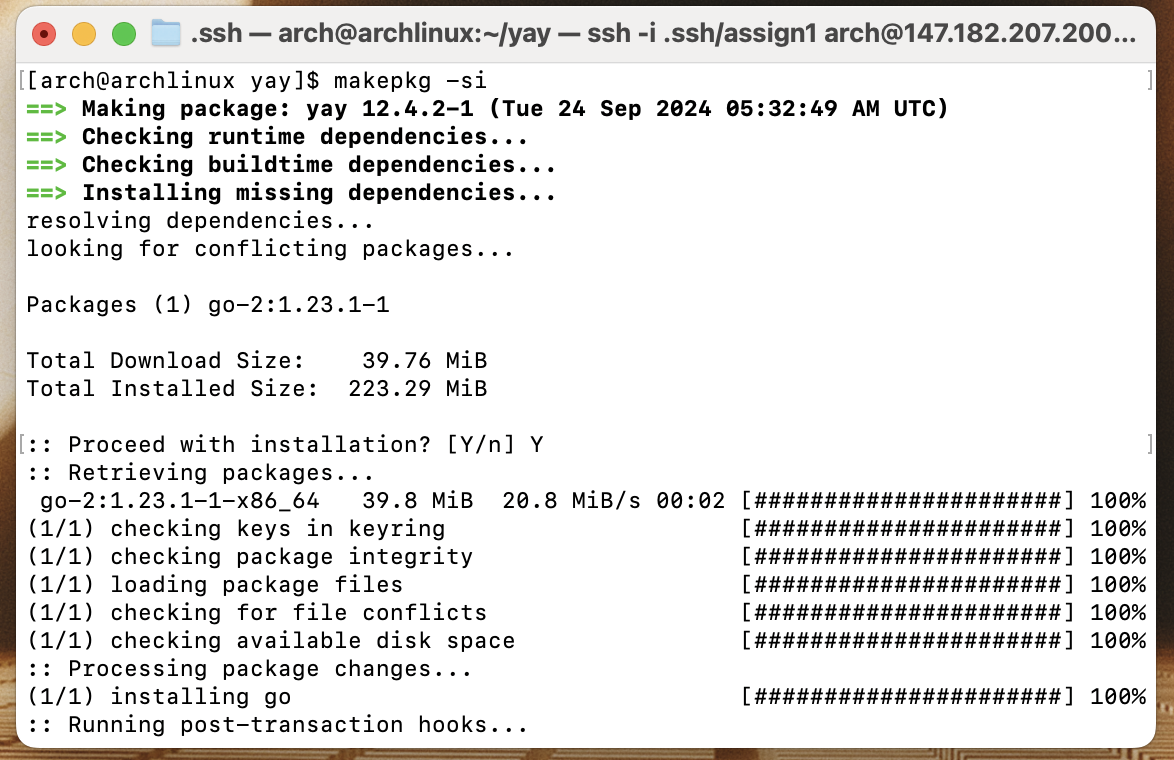 .ssh — arch@archlinux:~/yay — ssh -i .ssh/assign1 arch@147.182.207.200...
[[arch@archlinux yay]$ makepkg -si ]
==> Making package: yay 12.4.2-1 (Tue 24 Sep 2024 05:32:49 AM UTC)
==> Checking runtime dependencies...
==> Checking buildtime dependencies...
==> Installing missing dependencies...
resolving dependencies...
looking for conflicting packages...
Packages (1) go-2:1.23.1-1
Total Download Size:    39.76 MiB
Total Installed Size:  223.29 MiB
[:: Proceed with installation? [Y/n] Y ]
:: Retrieving packages...
 go-2:1.23.1-1-x86_64   39.8 MiB  20.8 MiB/s 00:02 [######################] 100%
(1/1) checking keys in keyring                     [######################] 100%
(1/1) checking package integrity                   [######################] 100%
(1/1) loading package files                        [######################] 100%
(1/1) checking for file conflicts                  [######################] 100%
(1/1) checking available disk space                [######################] 100%
:: Processing package changes...
(1/1) installing go                                [######################] 100%
:: Running post-transaction hooks...